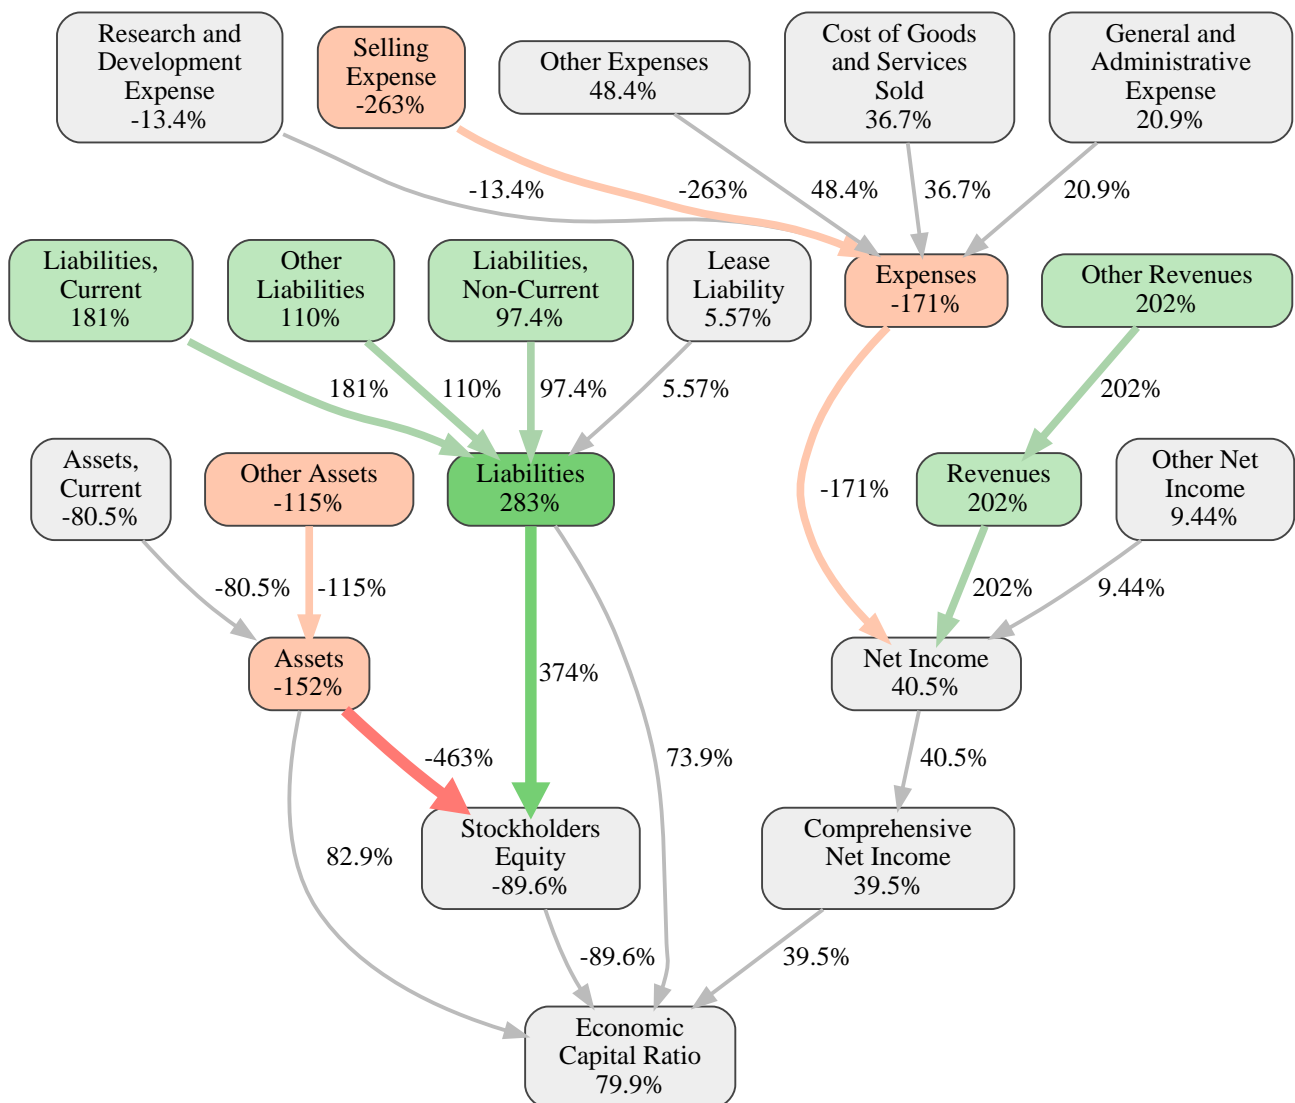 Research and
Development
Expense
-13.4%
Selling
Expense
-263%
Other Expenses
48.4%
Cost of Goods
and Services
Sold
36.7%
General and
Administrative
Expense
20.9%
-13.4%
-263%
48.4%
36.7%
20.9%
Liabilities,
Current
181%
Other
Liabilities
110%
Liabilities,
Non-Current
97.4%
Lease
Liability
5.57%
Expenses
-171%
Other Revenues
202%
181%
110%
97.4%
5.57%
202%
Assets,
Current
-80.5%
Other Assets
-115%
Liabilities
283%
-171%
Revenues
202%
Other Net
Income
9.44%
-80.5%
-115%
202%
9.44%
Assets
-152%
374%
Net Income
40.5%
-463%
73.9%
40.5%
82.9%
Stockholders
Equity
-89.6%
Comprehensive
Net Income
39.5%
-89.6%
39.5%
Economic
Capital Ratio
79.9%